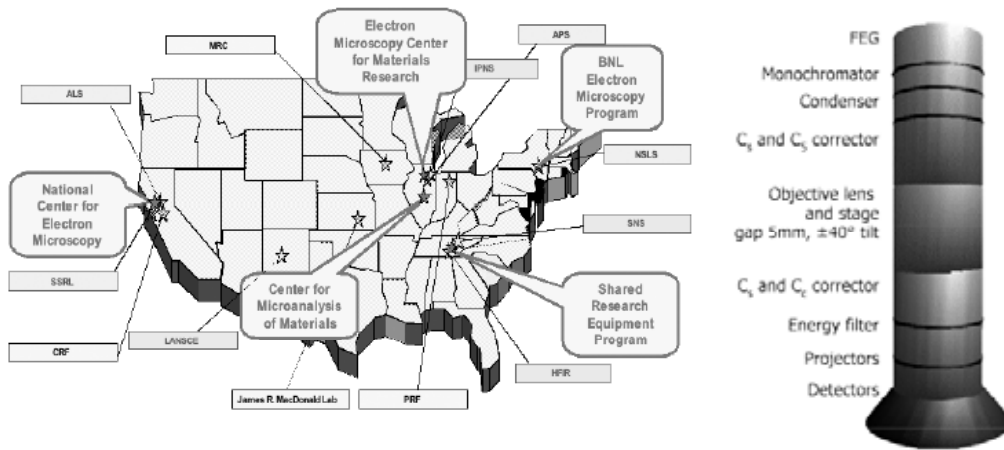 MRC
Electron
Microscopy Center
for Materials
Research
APS
IPNS
BNL
Electron
Microscopy
Program
ALS
NSLS
National
Center for
Electron
Microscopy
SNS
SSRL
Center for
Microanalysis
of Materials
Shared
Research
Equipment
Program
LANSCE
CRF
HFIR
James R. MacDonald Lab
PRF
FEG
Monochromator
Condenser
Cs and C5 corrector
Objective lens
and stage
gap 5mm, ±40° tilt
Cs and Cc corrector
Energy filter
Projectors
Detectors